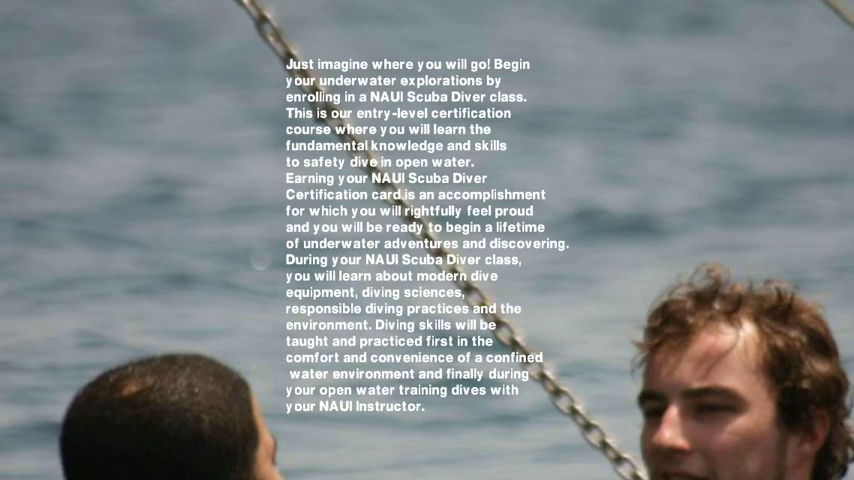 Just imagine where you will go! Begin
your underwater explorations by
enrolling in a NAUI Scuba Diver class.
This is our entry-level certification
course where you will learn the
fundamental knowledge and skills
to safety dive in open water.
Earning your NAUI Scuba Diver
Certification card is an accomplishment
for which you will rightfully feel proud
and you will be ready to begin a lifetime
of underwater adventures and discovering.
During your NAUI Scuba Diver class,
you will learn about modern dive
equipment, diving sciences,
responsible diving practices and the
environment. Diving skills will be
taught and practiced first in the
comfort and convenience of a confined
water environment and finally during
your open water training dives with
your NAUI Instructor.